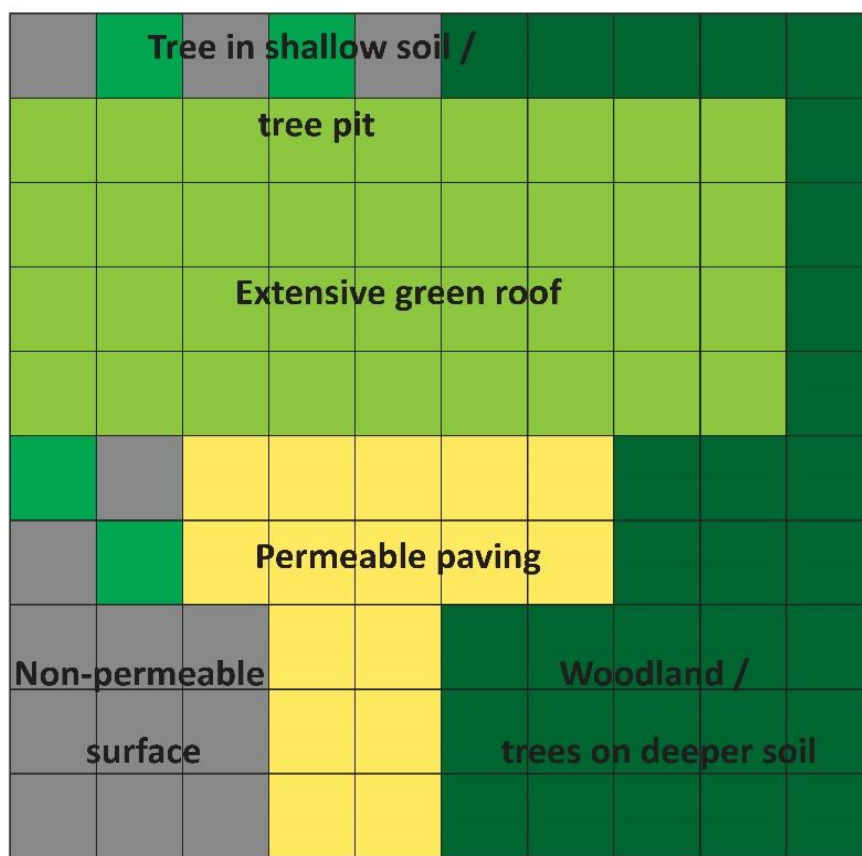 Tree in shallow soil /
tree pit
Extensive green roof
Permeable paving
Non-permeable
surface
Woodland /
trees on deeper soil